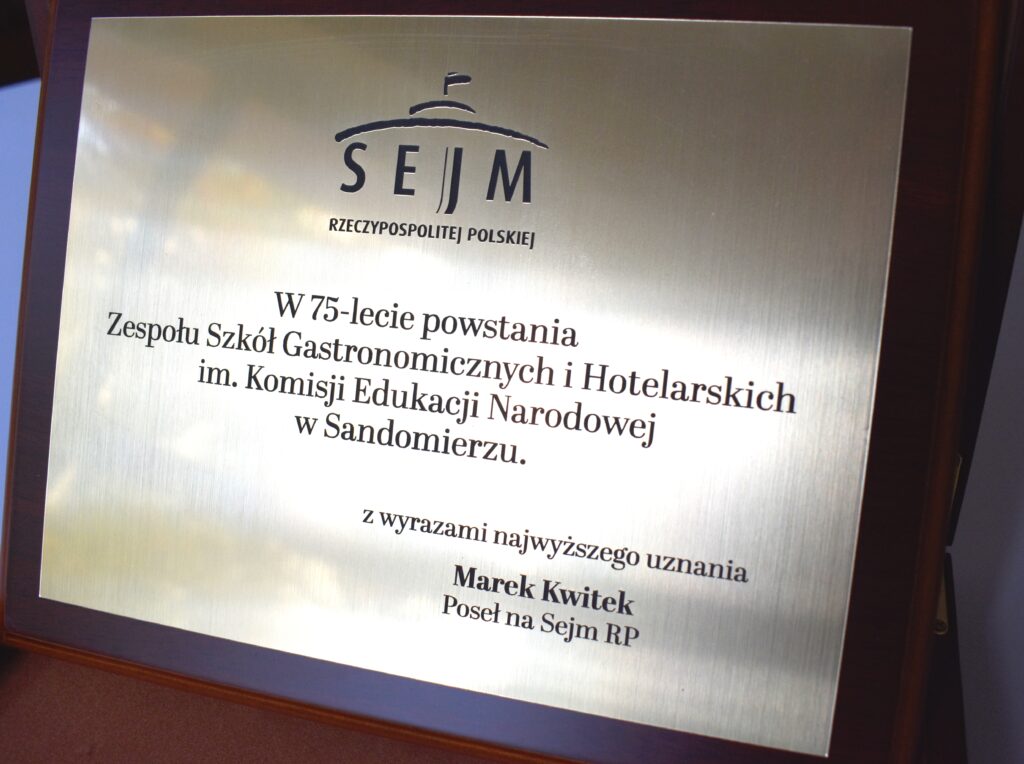 SEJM
RZECZYPOSPOLITEJ POLSKIEJ
W 75-lecie powstania
Zespołu Szkół Gastronomicznych i Hotelarskich
im. Komisji Edukacji Narodowej
w Sandomierzu.
z wyrazami najwyższego uznania
Marek Kwitek
Poseł na Sejm RP